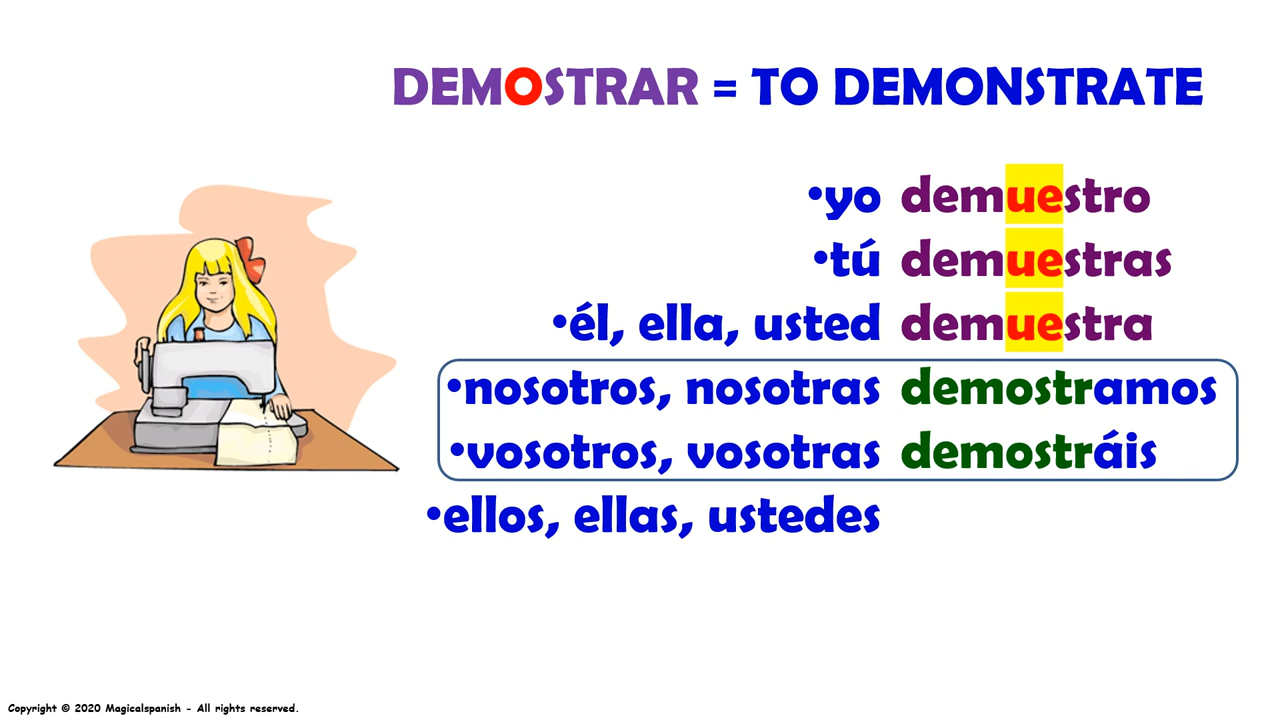 DEMOSTRAR = TO DEMONSTRATE
•yo demuestro
•tú demuestras
•él, ella, usted demuestra
•nosotros, nosotras demostramos
•vosotros, vosotras demostráis
•ellos, ellas, ustedes
Copyright © 2020 Magicalspanish - All rights reserved.